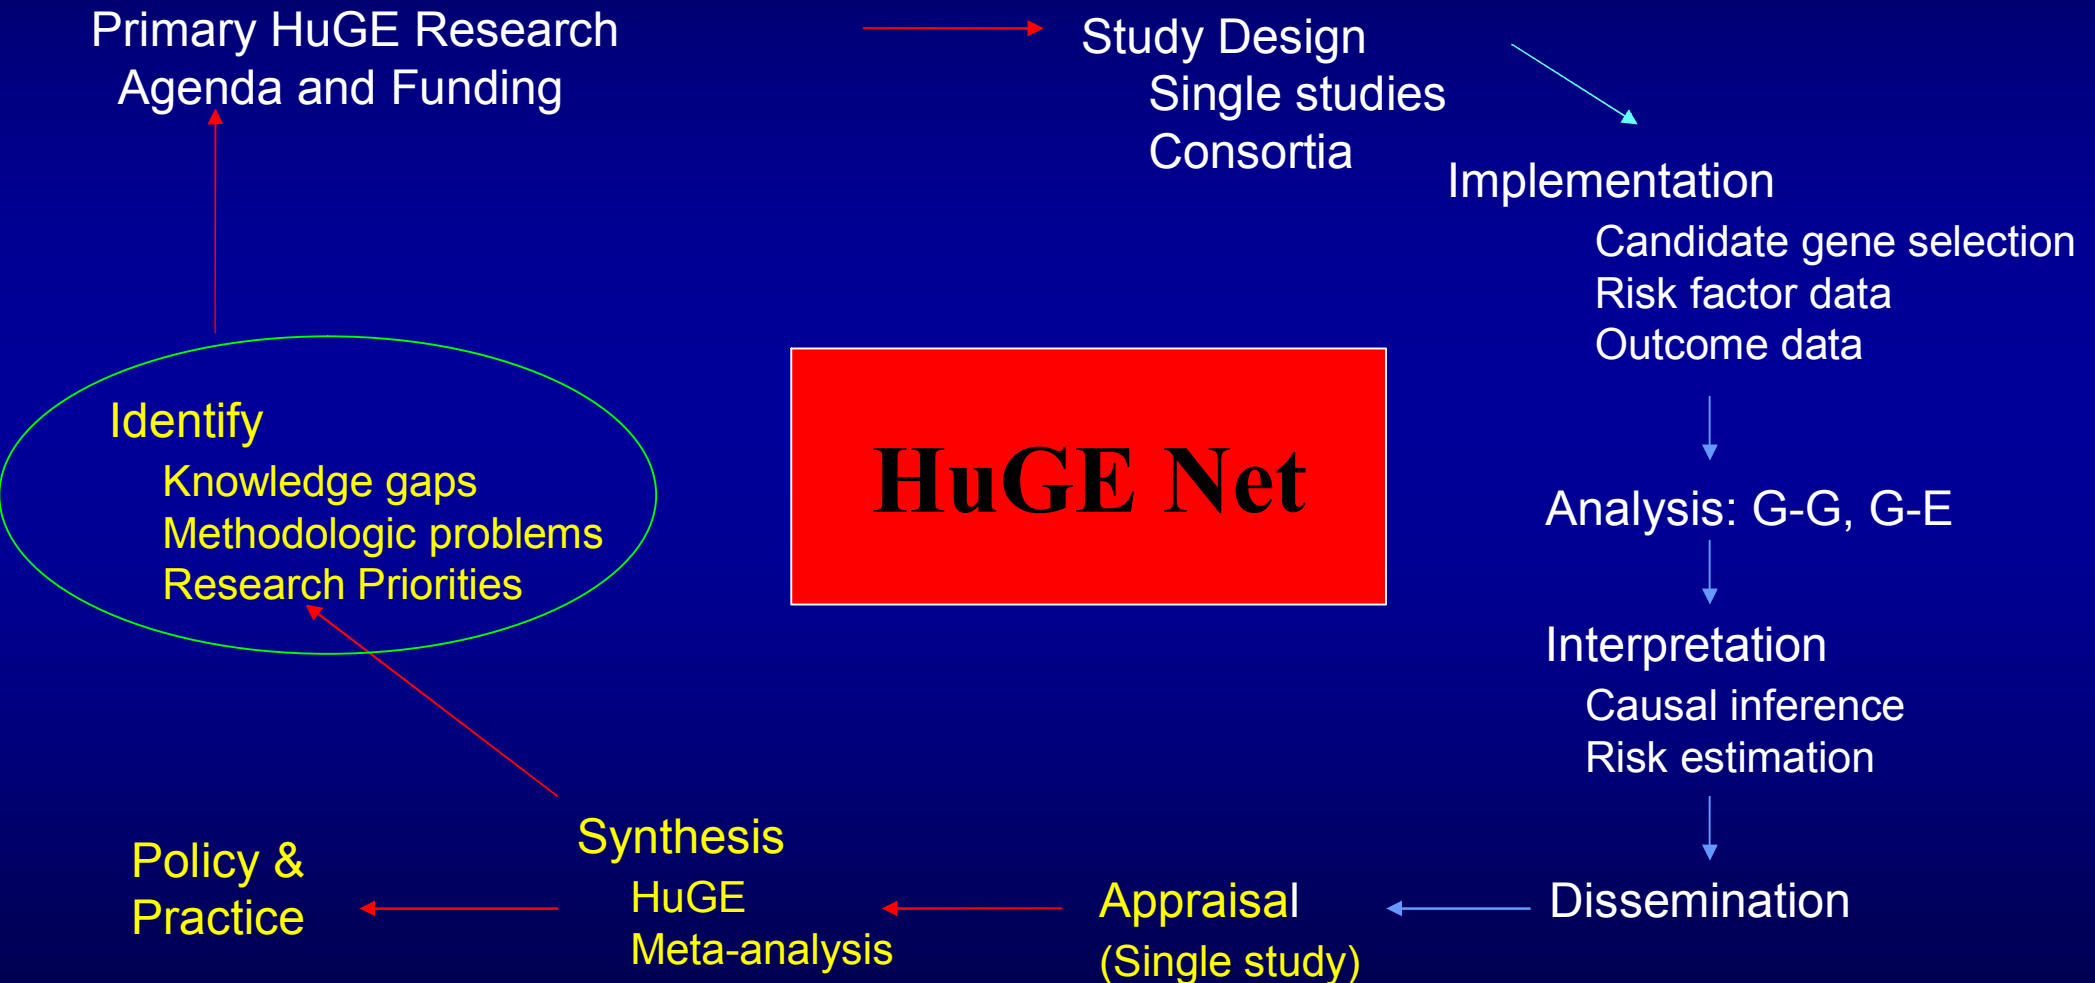 Primary HuGE Research
Agenda and Funding
Study Design
Single studies
Consortia
Implementation
Candidate gene selection
Risk factor data
Outcome data
Analysis: G-G, G-E
Interpretation
Causal inference
Risk estimation
Dissemination
Appraisal
(Single study)
Synthesis
HuGE
Meta-analysis
Policy &
Practice
Identify
Knowledge gaps
Methodologic problems
Research Priorities
HuGE Net